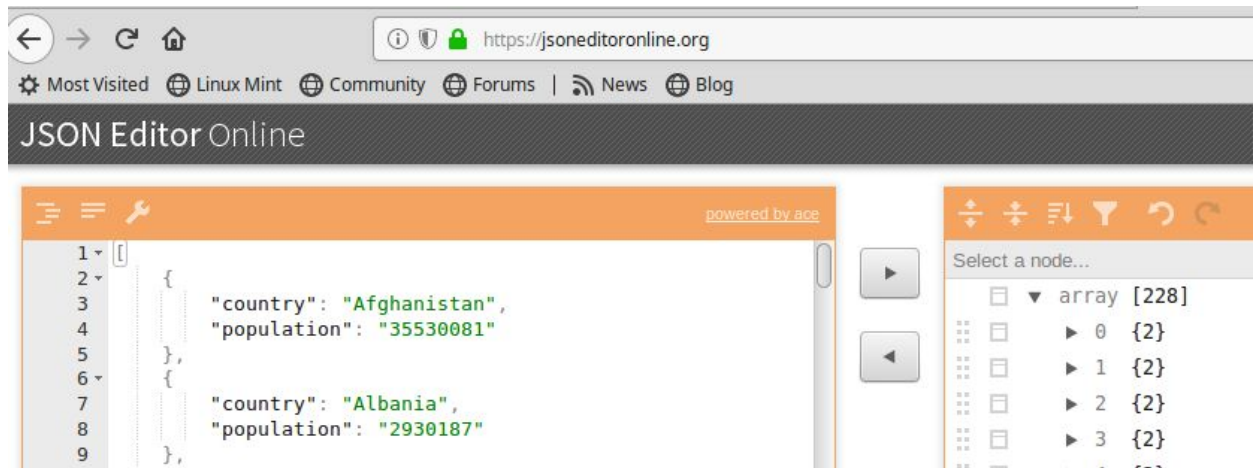 https://jsoneditoronline.org
Most Visited Linux Mint Community Forums | News Blog
JSON Editor Online
powered by ace
1 [
2 {
3 "country": "Afghanistan",
4 "population": "35530081"
5 },
6 {
7 "country": "Albania",
8 "population": "2930187"
9 },
Select a node...
array [228]
0 {2}
1 {2}
2 {2}
3 {2}